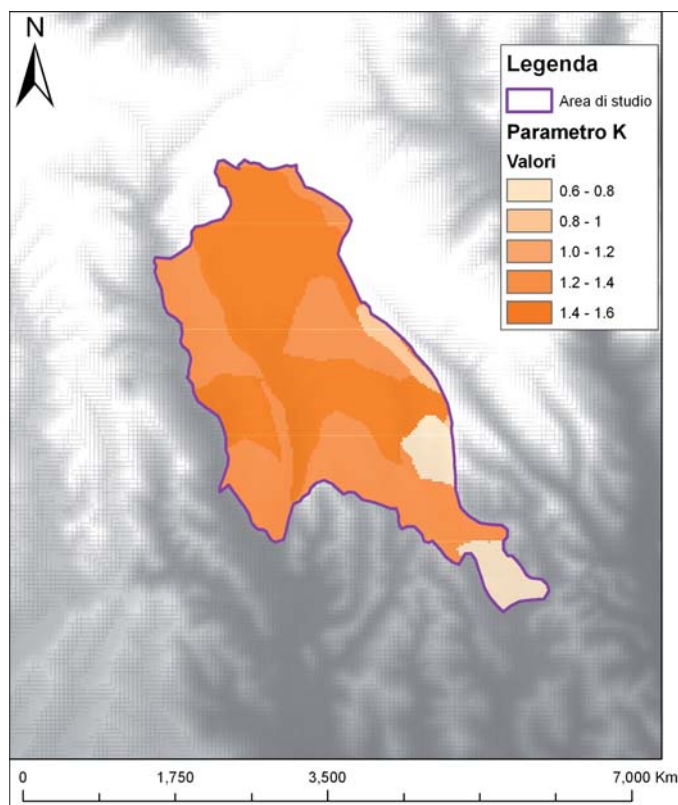 N
Legenda
Area di studio
Parametro K
Valori
0.6 - 0.8
0.8 - 1
1.0 - 1.2
1.2 - 1.4
1.4 - 1.6
0 1,750 3,500 7,000 Km